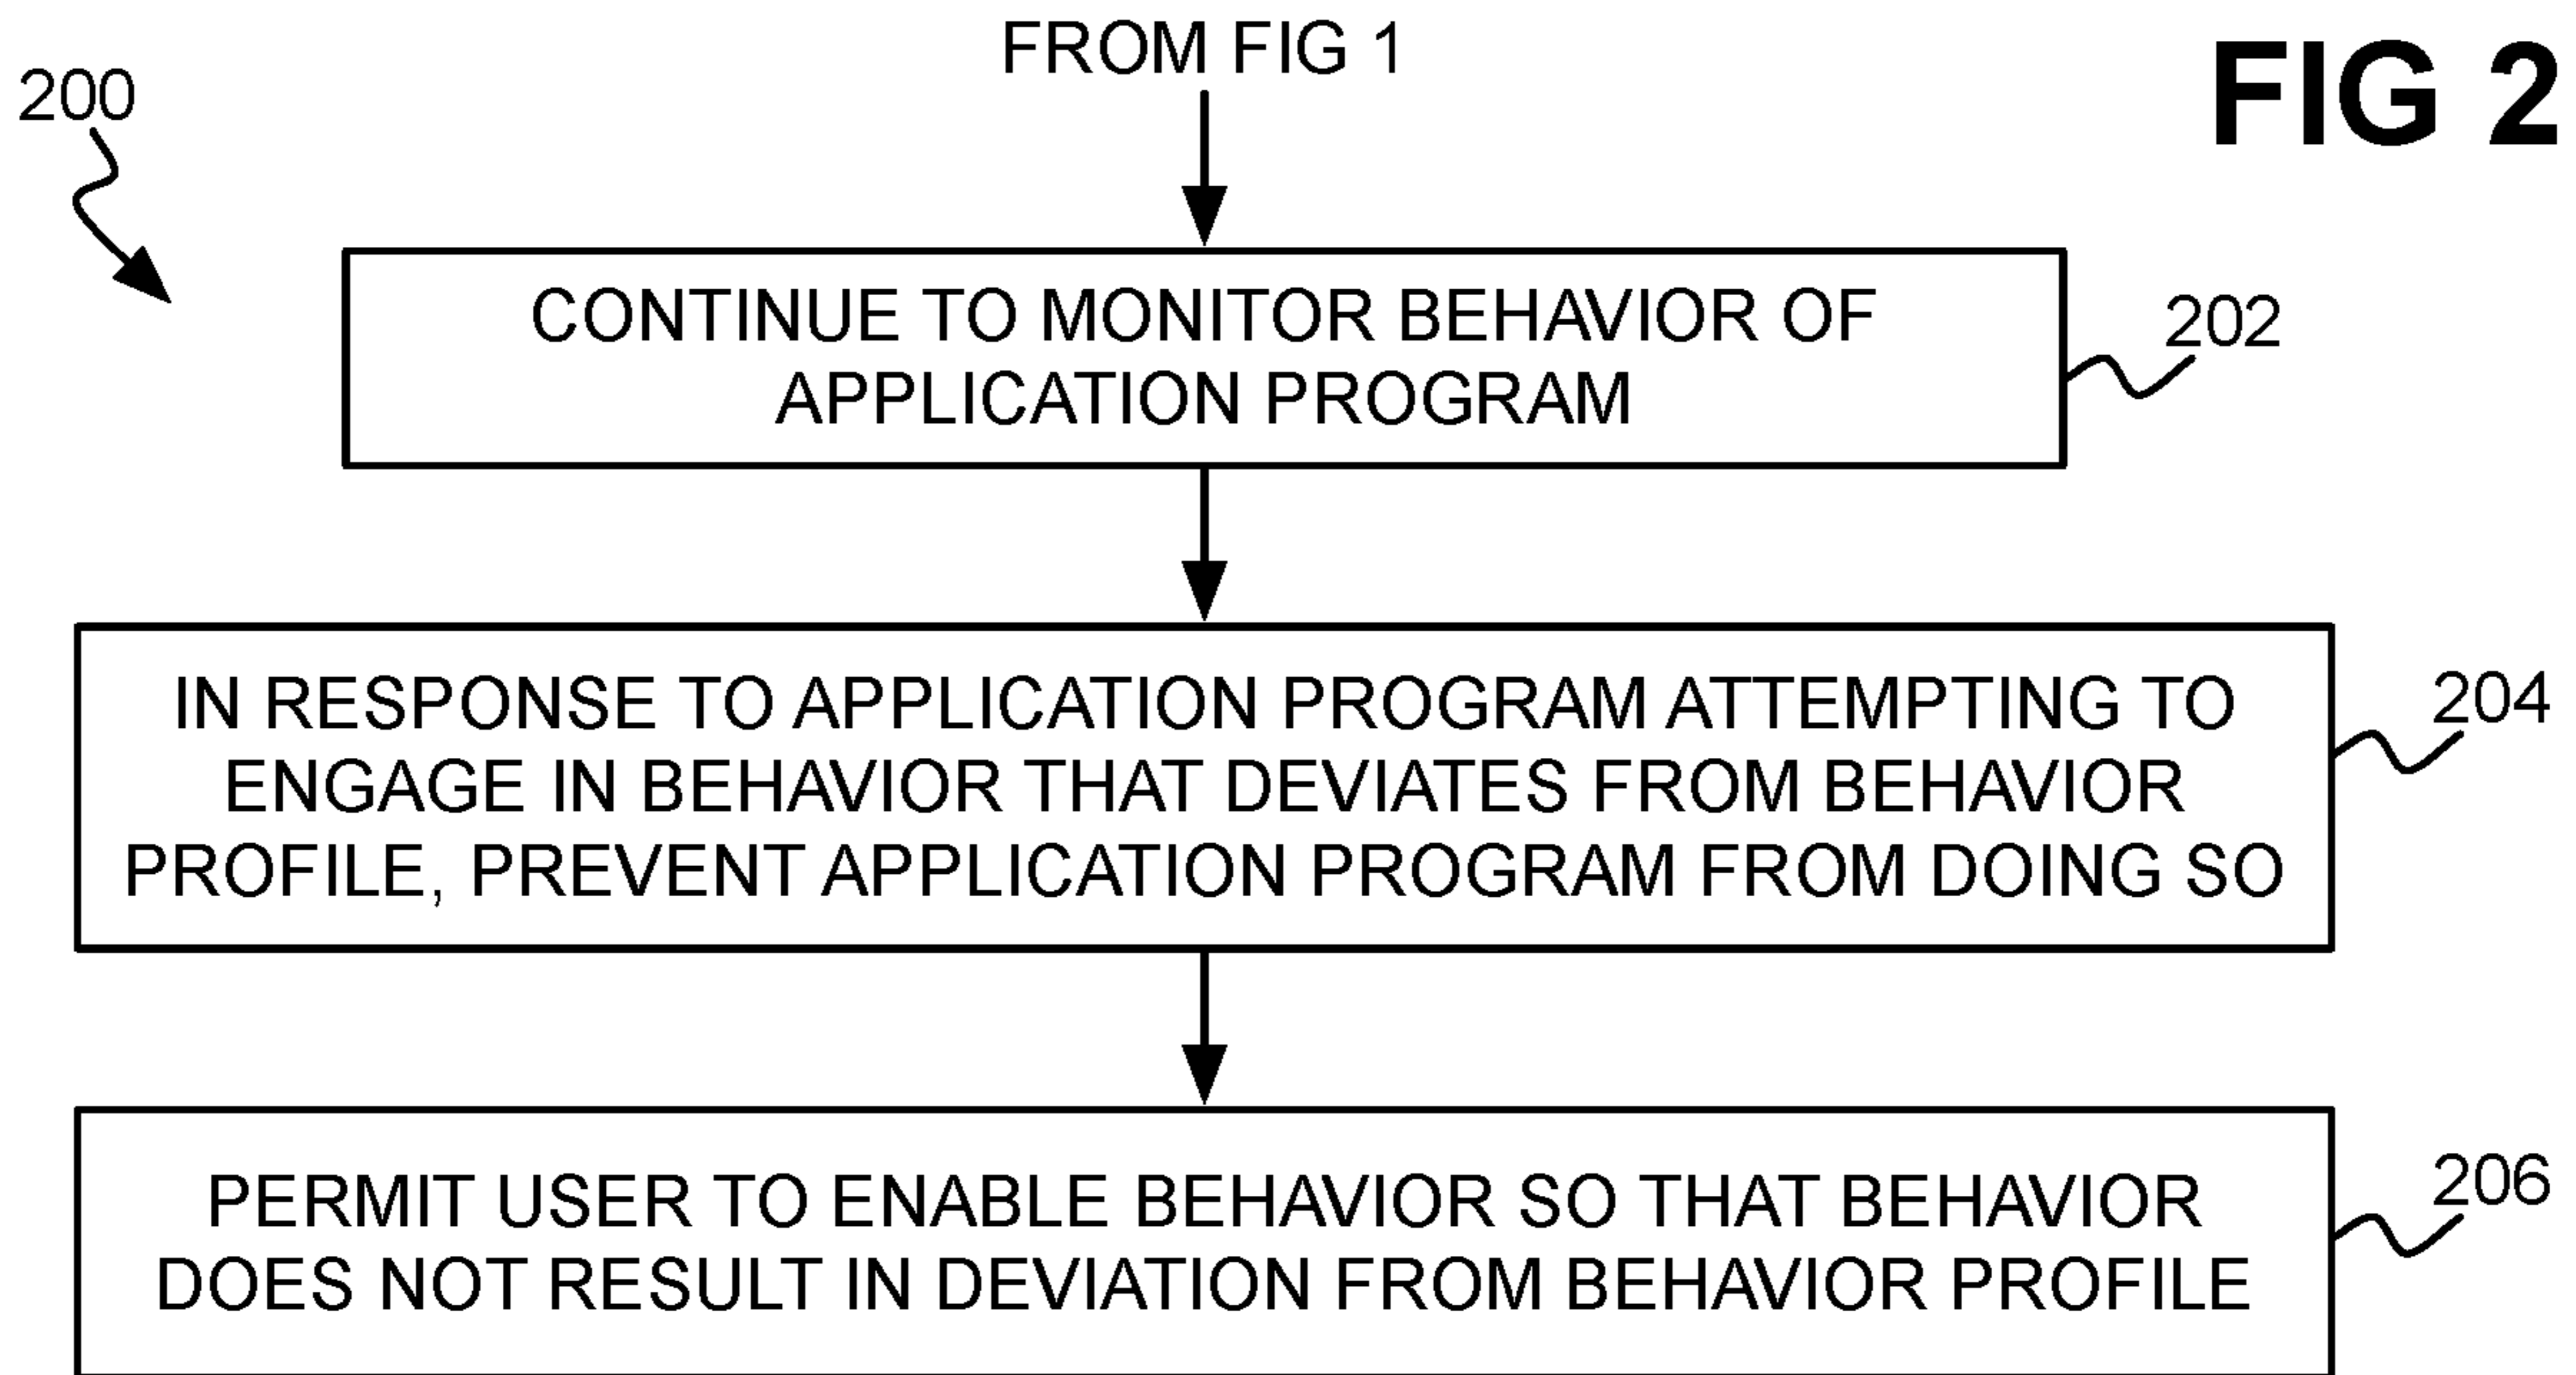 FROM FIG 1
FIG 2
200
CONTINUE TO MONITOR BEHAVIOR OF
APPLICATION PROGRAM
202
IN RESPONSE TO APPLICATION PROGRAM ATTEMPTING TO
ENGAGE IN BEHAVIOR THAT DEVIATES FROM BEHAVIOR
PROFILE, PREVENT APPLICATION PROGRAM FROM DOING SO
204
PERMIT USER TO ENABLE BEHAVIOR SO THAT BEHAVIOR
DOES NOT RESULT IN DEVIATION FROM BEHAVIOR PROFILE
206